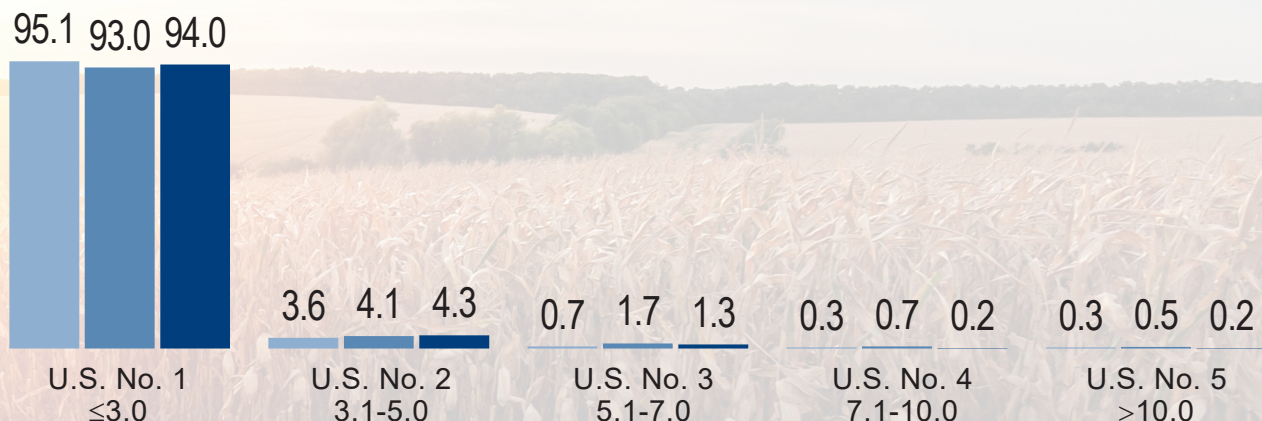 95.1 93.0 94.0
3.6 4.1 4.3
0.7 1.7 1.3
0.3 0.7 0.2
0.3 0.5 0.2
U.S. No. 1
≤3.0
U.S. No. 2
3.1-5.0
U.S. No. 3
5.1-7.0
U.S. No. 4
7.1-10.0
U.S. No. 5
>10.0